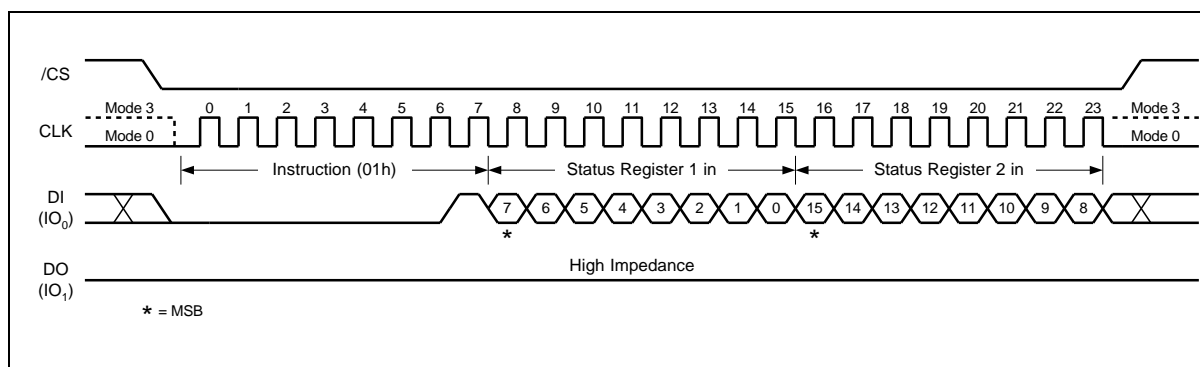 /CS
Mode 3 0 1 2 3 4 5 6 7 8 9 10 11 12 13 14 15 16 17 18 19 20 21 22 23 Mode 3
CLK Mode 0 Mode 0
Instruction (01h) Status Register 1 in Status Register 2 in
DI
(IO0) 7 6 5 4 3 2 1 0 15 14 13 12 11 10 9 8
* *
DO High Impedance
(IO1)
* = MSB